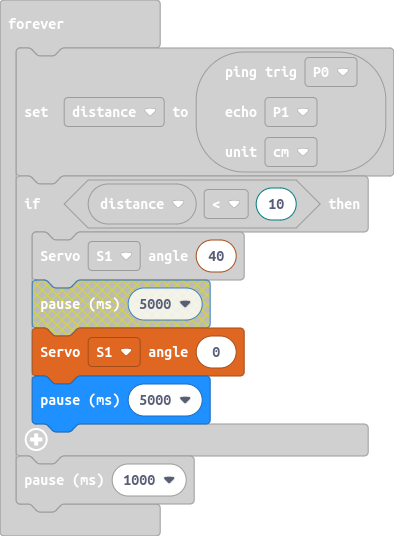 forever
ping trig P0
set distance to echo P1
unit cm
if distance < 10 then
Servo S1 angle 40
pause (ms) 5000
Servo S1 angle 0
pause (ms) 5000
pause (ms) 1000